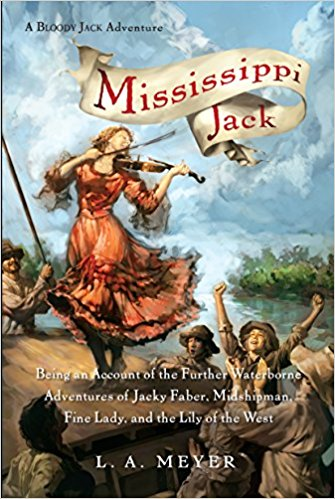 A BLOODY JACK Adventure
Mississippi
Jack
Being an Account of the Further Waterborne
Adventures of Jacky Faber, Midshipman,
Fine Lady, and the Lily of the West
L. A. MEYER